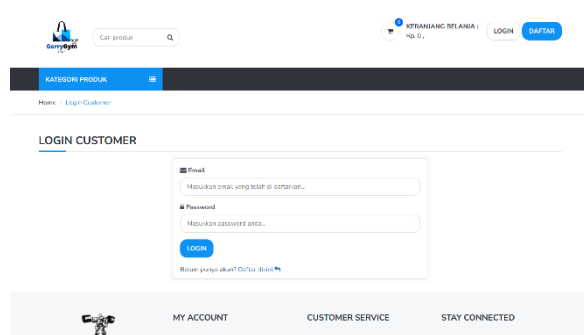 GerryGym
Cari produk
0
KERANJANG BELANJA :
Rp. 0 ,
LOGIN
DAFTAR
KATEGORI PRODUK
Home / Login Customer
LOGIN CUSTOMER
Email
Masukkan email yang telah di daftarkan...
Password
Masukkan password anda...
LOGIN
Belum punya akun? Daftar disini
MY ACCOUNT
CUSTOMER SERVICE
STAY CONNECTED